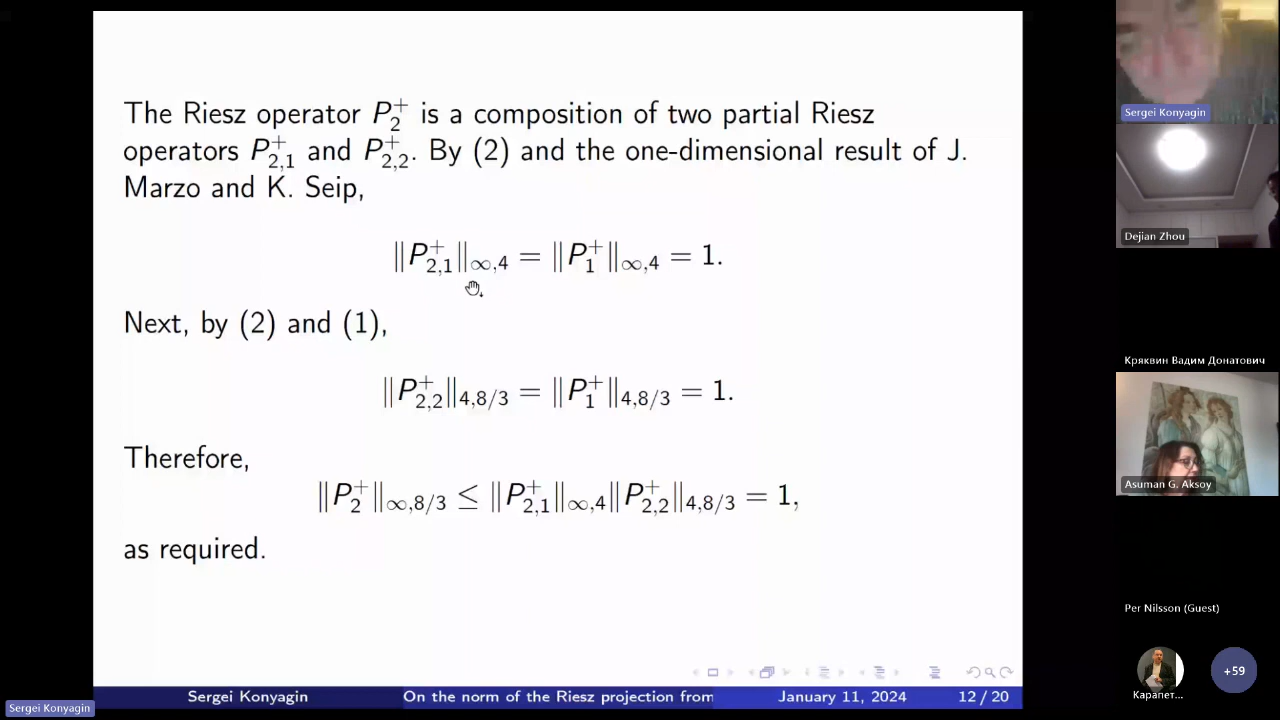 The Riesz operator P_2^+ is a composition of two partial Riesz
operators P_{2,1}^+ and P_{2,2}^+. By (2) and the one-dimensional result of J.
Marzo and K. Seip,
‖P_{2,1}^+‖_{∞,4} = ‖P_1^+‖_{∞,4} = 1.
Next, by (2) and (1),
‖P_{2,2}^+‖_{4,8/3} = ‖P_1^+‖_{4,8/3} = 1.
Therefore,
‖P_2^+‖_{∞,8/3} ≤ ‖P_{2,1}^+‖_{∞,4}‖P_{2,2}^+‖_{4,8/3} = 1,
as required.
Sergei Konyagin On the norm of the Riesz projection from January 11, 2024 12 / 20
Sergei Konyagin
Sergei Konyagin
Dejian Zhou
Кряквин Вадим Донатович
Asuman G. Aksoy
Per Nilsson (Guest)
Карапет...
+59